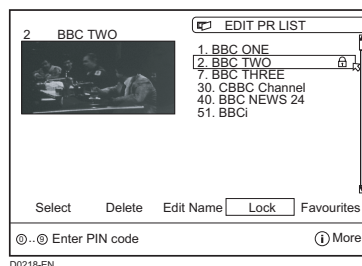 2 BBC TWO
EDIT PR LIST
1. BBC ONE
2. BBC TWO
7. BBC THREE
30. CBBC Channel
40. BBC NEWS 24
51. BBCi
Select Delete Edit Name Lock Favourites
0..9 Enter PIN code
i More
D0218-EN